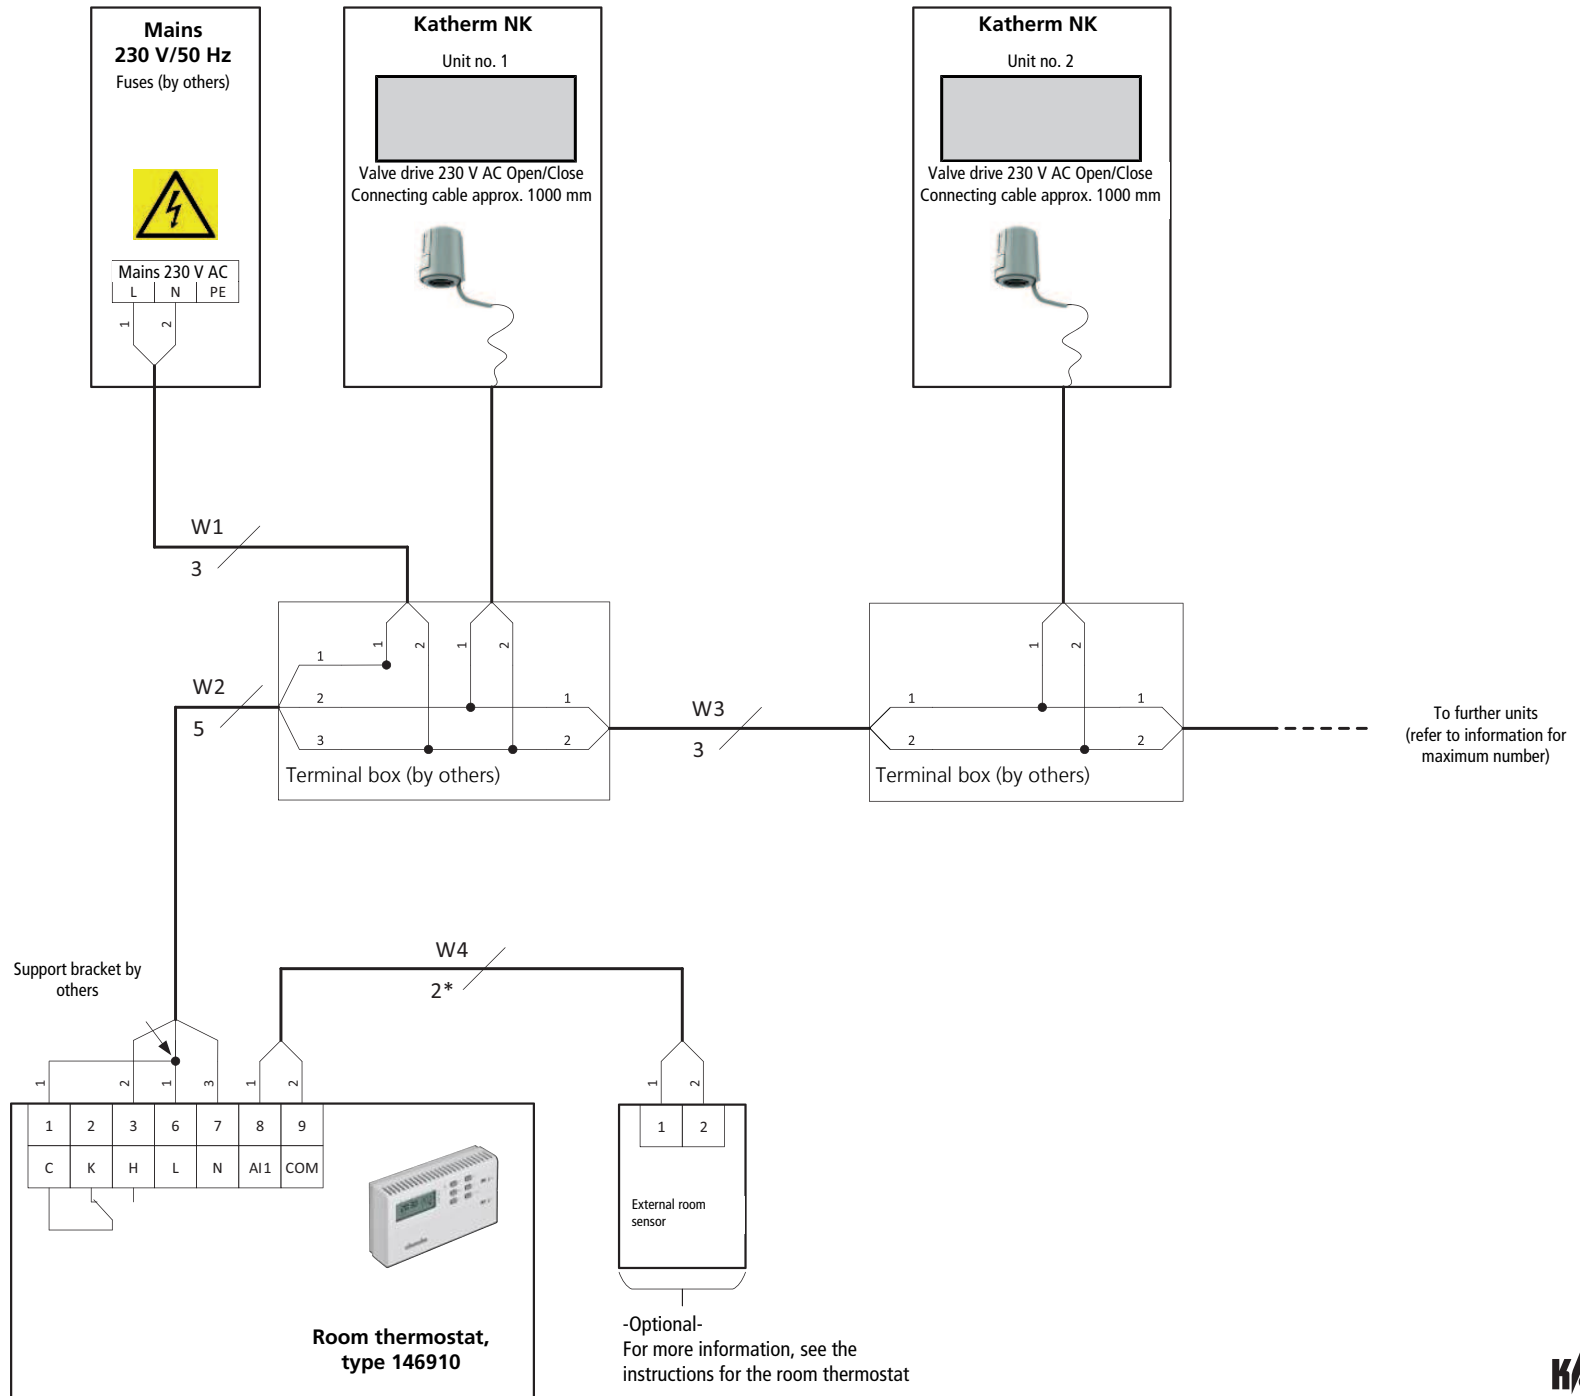 Mains
230 V/50 Hz
Fuses (by others)
Mains 230 V AC
L N PE
1 2
Katherm NK
Unit no. 1
Valve drive 230 V AC Open/Close
Connecting cable approx. 1000 mm
Katherm NK
Unit no. 2
Valve drive 230 V AC Open/Close
Connecting cable approx. 1000 mm
W1
3
1 2 1 2
1
2 1
3 2
Terminal box (by others)
W2
5
W3
3
1 2
1 1
2 2
Terminal box (by others)
To further units
(refer to information for
maximum number)
W4
2*
Support bracket by
others
1 2 1 3 1 2
1 2 3 6 7 8 9
C K H L N AI1 COM
Room thermostat,
type 146910
1 2
1 2
External room
sensor
-Optional-
For more information, see the
instructions for the room thermostat